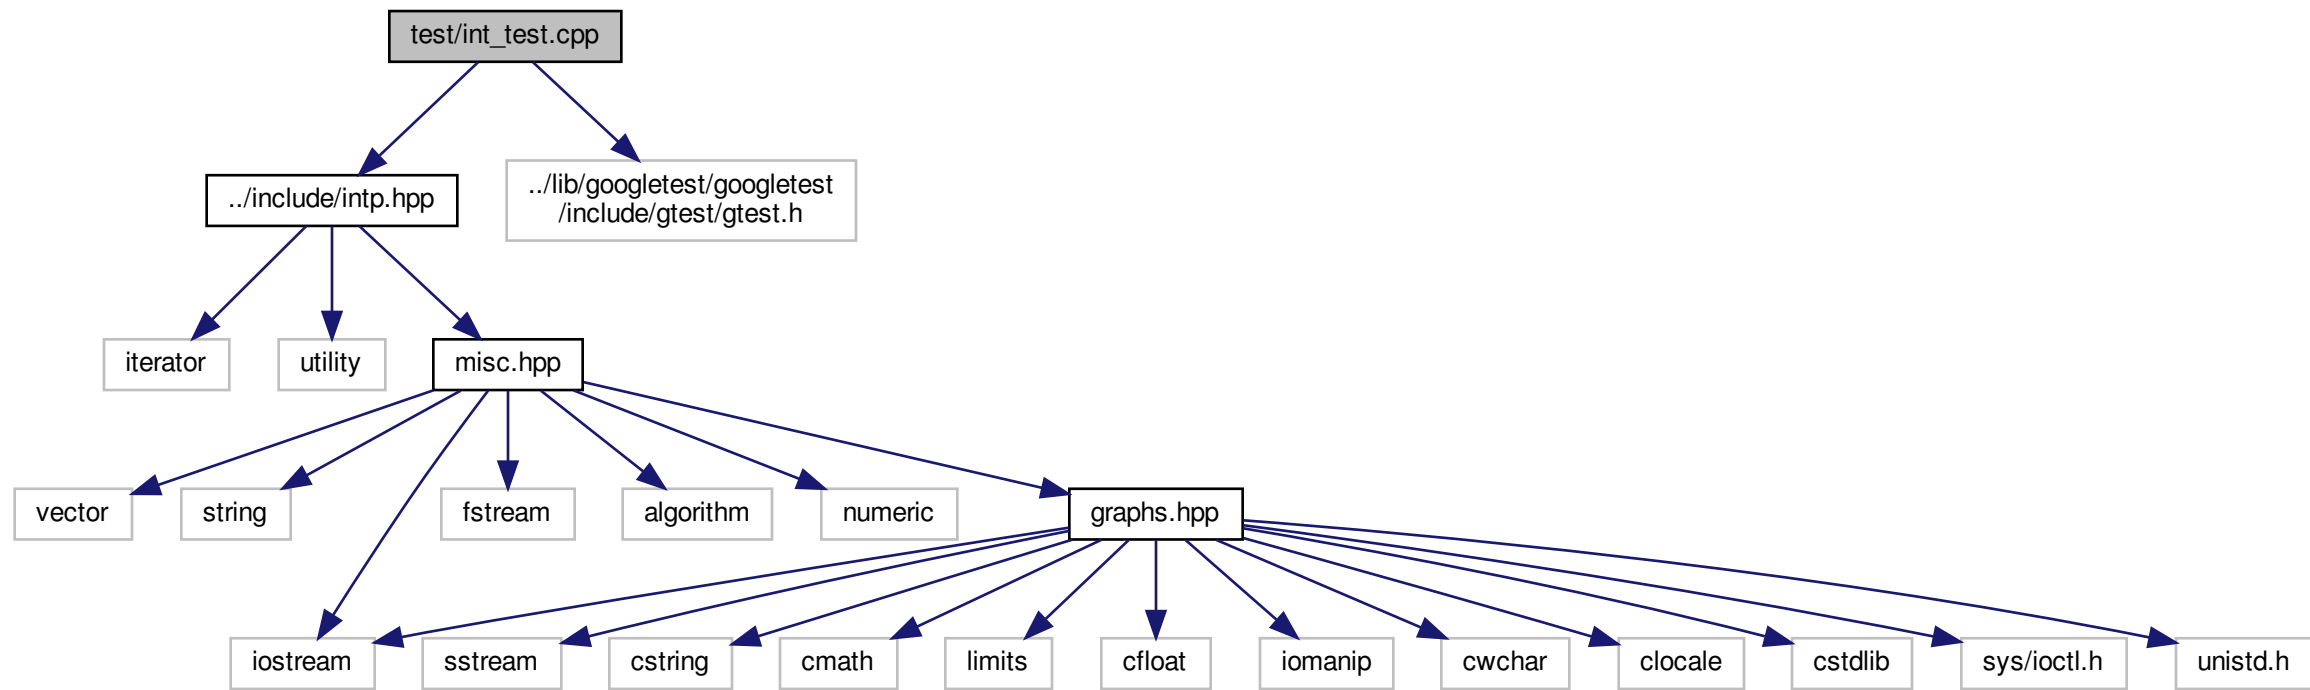 test/int_test.cpp
../include/intp.hpp
../lib/googletest/googletest
/include/gtest/gtest.h
iterator
utility
misc.hpp
vector
string
fstream
algorithm
numeric
graphs.hpp
iostream
sstream
cstring
cmath
limits
cfloat
iomanip
cwchar
clocale
cstdlib
sys/ioctl.h
unistd.h